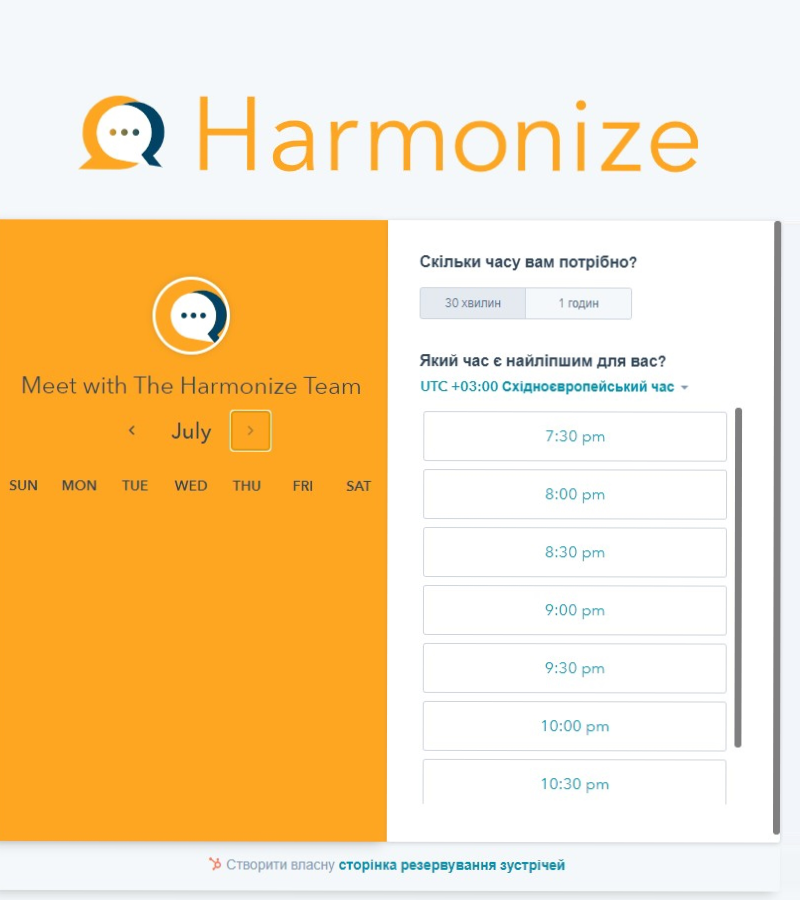 Harmonize
Meet with The Harmonize Team
July
SUN MON TUE WED THU FRI SAT
Скільки часу вам потрібно?
30 хвилин 1 годин
Який час є найліпшим для вас?
UTC +03:00 Східноєвропейський час
7:30 pm
8:00 pm
8:30 pm
9:00 pm
9:30 pm
10:00 pm
10:30 pm
Створити власну сторінка резервування зустрічей